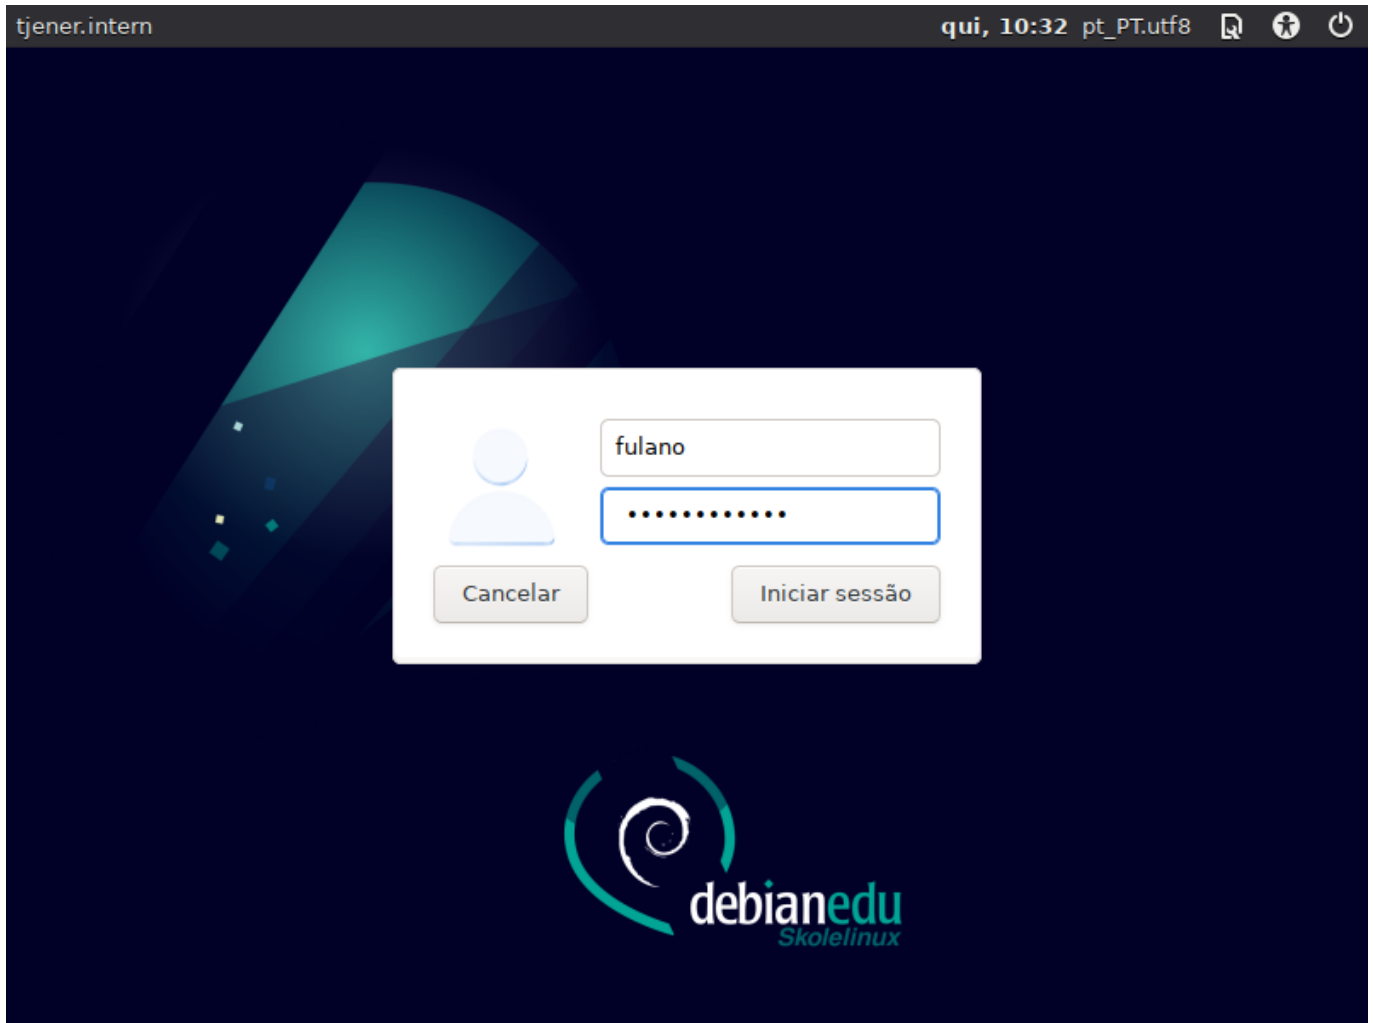 tjener.intern
qui, 10:32 pt_PT.utf8
fulano
••••••••••••
Cancelar
Iniciar sessão
debianedu
Skolelinux